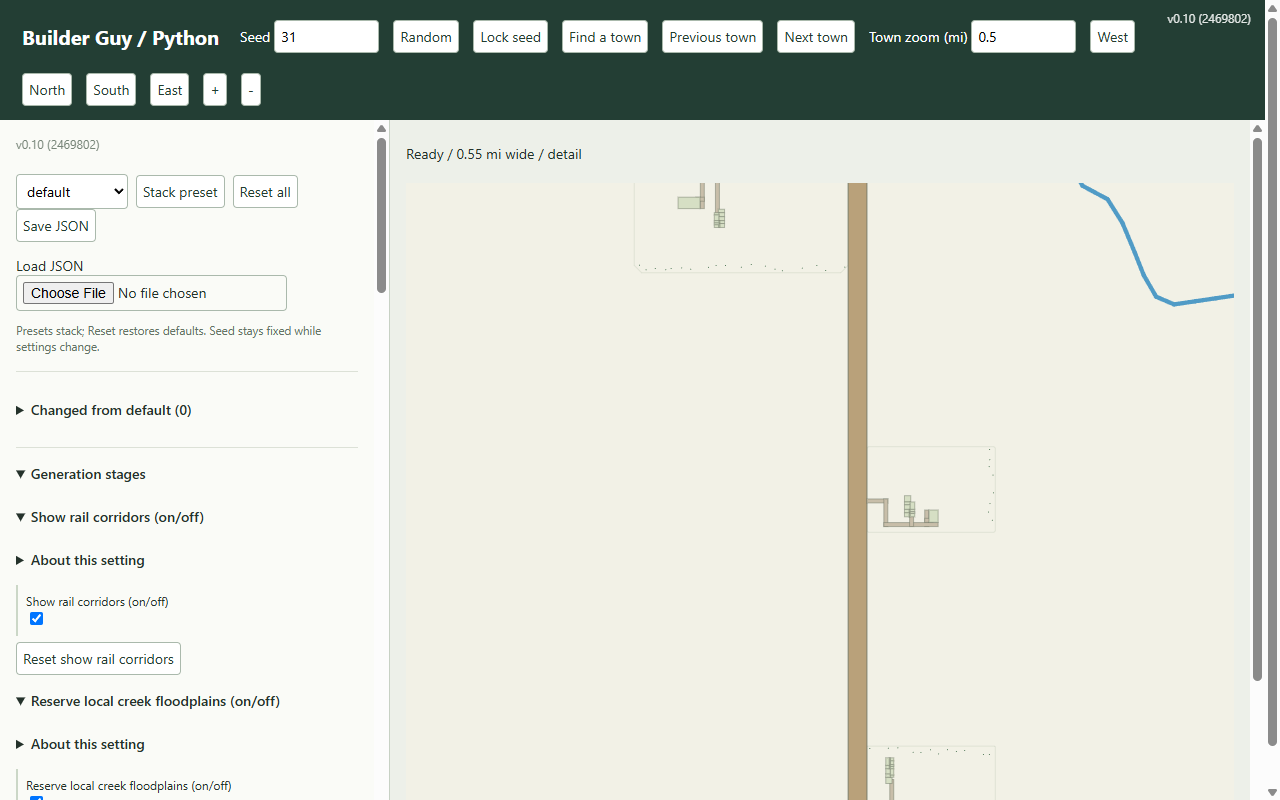 Builder Guy / Python
Seed 31 Random Lock seed Find a town Previous town Next town Town zoom (mi) 0.5 West
v0.10 (2469802)
North South East + -
v0.10 (2469802)
default Stack preset Reset all
Save JSON
Load JSON
Choose File No file chosen
Presets stack; Reset restores defaults. Seed stays fixed while
settings change.
Changed from default (0)
Generation stages
Show rail corridors (on/off)
About this setting
Show rail corridors (on/off)
Reset show rail corridors
Reserve local creek floodplains (on/off)
About this setting
Reserve local creek floodplains (on/off)
Ready / 0.55 mi wide / detail